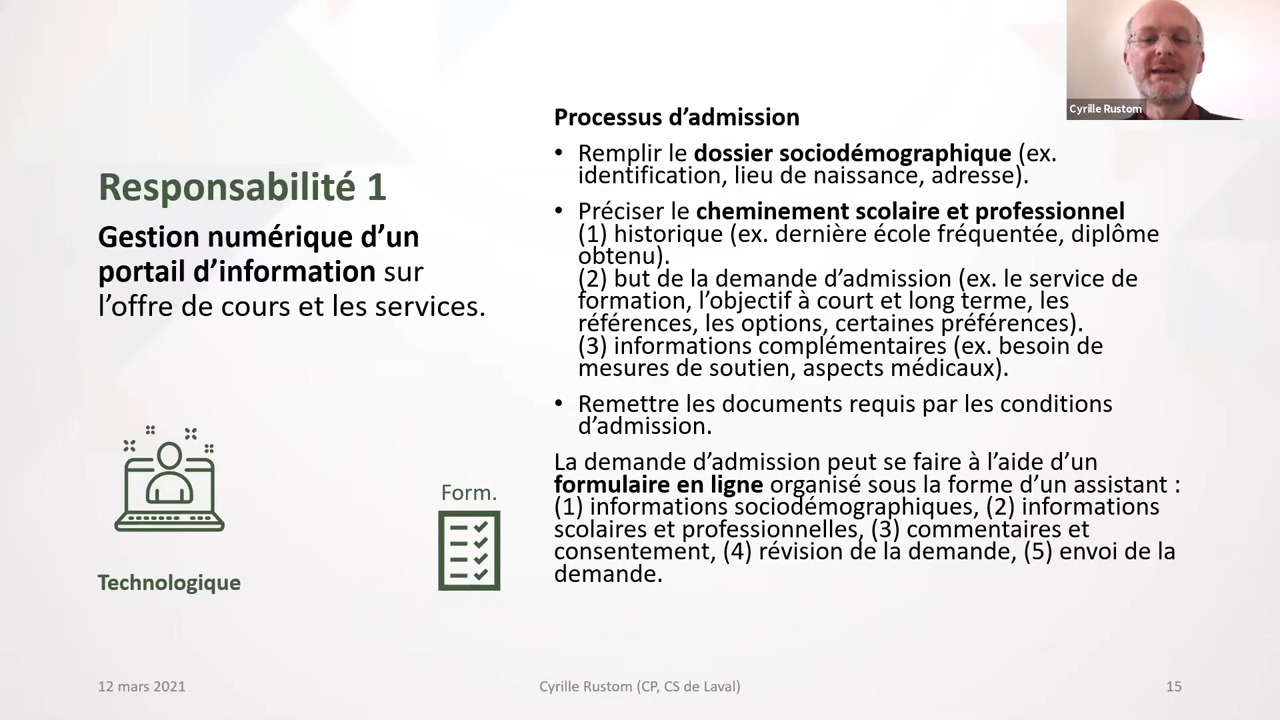 Cyrille Rustom
Responsabilité 1
Gestion numérique d’un
portail d’information sur
l’offre de cours et les services.
Technologique
Form.
Processus d’admission
• Remplir le dossier sociodémographique (ex.
identification, lieu de naissance, adresse).
• Préciser le cheminement scolaire et professionnel
(1) historique (ex. dernière école fréquentée, diplôme
obtenu).
(2) but de la demande d’admission (ex. le service de
formation, l’objectif à court et long terme, les
références, les options, certaines préférences).
(3) informations complémentaires (ex. besoin de
mesures de soutien, aspects médicaux).
• Remettre les documents requis par les conditions
d’admission.
La demande d’admission peut se faire à l’aide d’un
formulaire en ligne organisé sous la forme d’un assistant :
(1) informations sociodémographiques, (2) informations
scolaires et professionnelles, (3) commentaires et
consentement, (4) révision de la demande, (5) envoi de la
demande.
12 mars 2021
Cyrille Rustom (CP, CS de Laval)
15